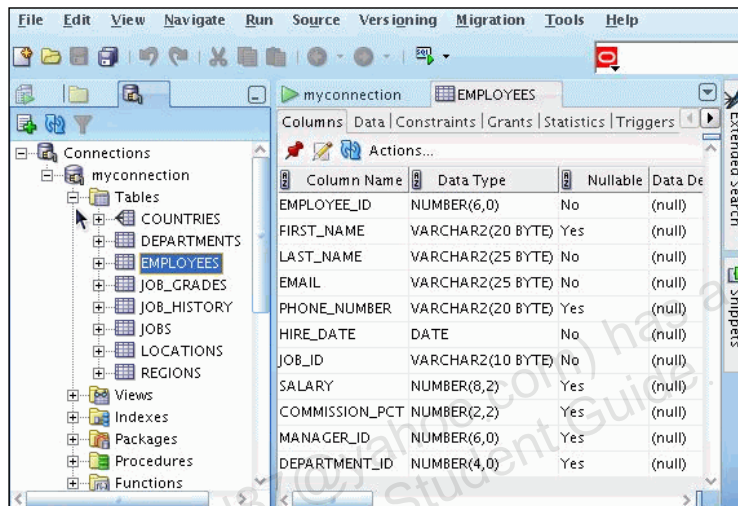 File Edit View Navigate Run Source Versioning Migration Tools Help
myconnection EMPLOYEES
Columns Data Constraints Grants Statistics Triggers
Actions...
Connections
myconnection
Tables
COUNTRIES
DEPARTMENTS
EMPLOYEES
JOB_GRADES
JOB_HISTORY
JOBS
LOCATIONS
REGIONS
Views
Indexes
Packages
Procedures
Functions
Column Name Data Type Nullable Data De
EMPLOYEE_ID NUMBER(6,0) No (null)
FIRST_NAME VARCHAR2(20 BYTE) Yes (null)
LAST_NAME VARCHAR2(25 BYTE) No (null)
EMAIL VARCHAR2(25 BYTE) No (null)
PHONE_NUMBER VARCHAR2(20 BYTE) Yes (null)
HIRE_DATE DATE No (null)
JOB_ID VARCHAR2(10 BYTE) No (null)
SALARY NUMBER(8,2) Yes (null)
COMMISSION_PCT NUMBER(2,2) Yes (null)
MANAGER_ID NUMBER(6,0) Yes (null)
DEPARTMENT_ID NUMBER(4,0) Yes (null)
Extended Search
Snippets
@yahoo.com) has a
Student Guide.